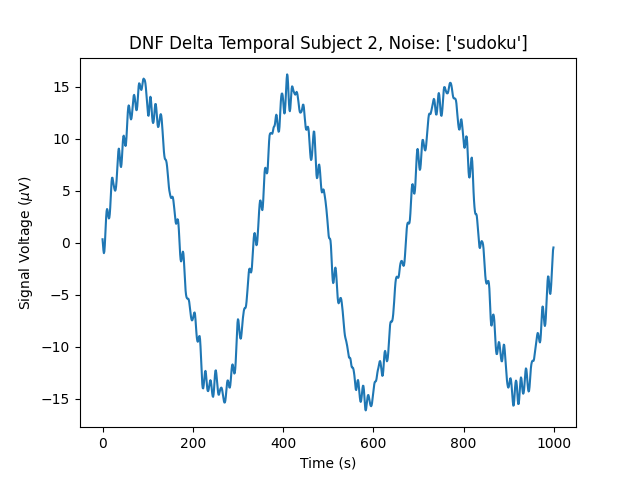 DNF Delta Temporal Subject 2, Noise: ['sudoku']
15
10
5
0
−5
−10
−15
Signal Voltage (μV)
0 200 400 600 800 1000
Time (s)